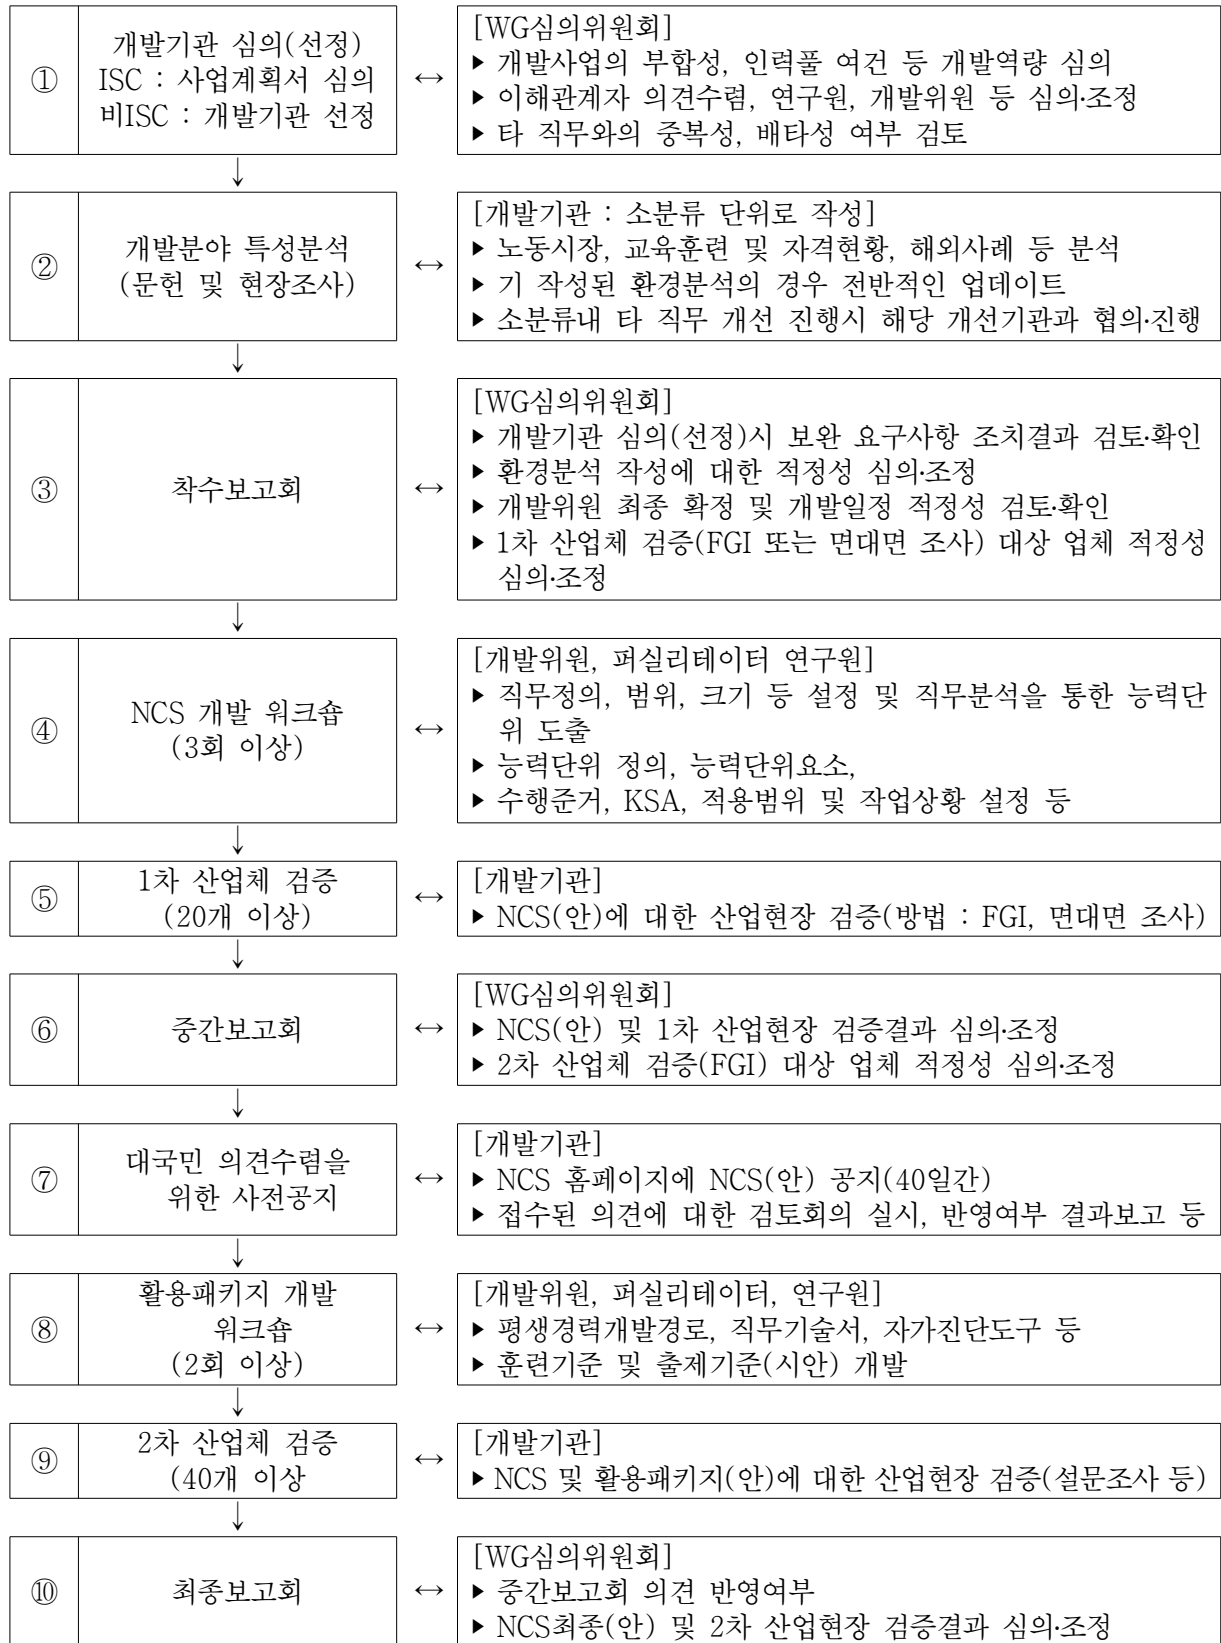 ①
개발기관 심의(선정)
ISC : 사업계획서 심의
비ISC : 개발기관 선정
↔
[WG심의위원회]
▶ 개발사업의 부합성, 인력풀 여건 등 개발역량 심의
▶ 이해관계자 의견수렴, 연구원, 개발위원 등 심의·조정
▶ 타 직무와의 중복성, 배타성 여부 검토
↓
②
개발분야 특성분석
(문헌 및 현장조사)
↔
[개발기관 : 소분류 단위로 작성]
▶ 노동시장, 교육훈련 및 자격현황, 해외사례 등 분석
▶ 기 작성된 환경분석의 경우 전반적인 업데이트
▶ 소분류내 타 직무 개선 진행시 해당 개선기관과 협의·진행
↓
③
착수보고회
↔
[WG심의위원회]
▶ 개발기관 심의(선정)시 보완 요구사항 조치결과 검토·확인
▶ 환경분석 작성에 대한 적정성 심의·조정
▶ 개발위원 최종 확정 및 개발일정 적정성 검토·확인
▶ 1차 산업체 검증(FGI 또는 면대면 조사) 대상 업체 적정성
심의·조정
↓
④
NCS 개발 워크숍
(3회 이상)
↔
[개발위원, 퍼실리테이터 연구원]
▶ 직무정의, 범위, 크기 등 설정 및 직무분석을 통한 능력단
위 도출
▶ 능력단위 정의, 능력단위요소,
▶ 수행준거, KSA, 적용범위 및 작업상황 설정 등
↓
⑤
1차 산업체 검증
(20개 이상)
↔
[개발기관]
▶ NCS(안)에 대한 산업현장 검증(방법 : FGI, 면대면 조사)
↓
⑥
중간보고회
↔
[WG심의위원회]
▶ NCS(안) 및 1차 산업현장 검증결과 심의·조정
▶ 2차 산업체 검증(FGI) 대상 업체 적정성 심의·조정
↓
⑦
대국민 의견수렴을
위한 사전공지
↔
[개발기관]
▶ NCS 홈페이지에 NCS(안) 공지(40일간)
▶ 접수된 의견에 대한 검토회의 실시, 반영여부 결과보고 등
↓
⑧
활용패키지 개발
워크숍
(2회 이상)
↔
[개발위원, 퍼실리테이터, 연구원]
▶ 평생경력개발경로, 직무기술서, 자가진단도구 등
▶ 훈련기준 및 출제기준(시안) 개발
↓
⑨
2차 산업체 검증
(40개 이상
↔
[개발기관]
▶ NCS 및 활용패키지(안)에 대한 산업현장 검증(설문조사 등)
↓
⑩
최종보고회
↔
[WG심의위원회]
▶ 중간보고회 의견 반영여부
▶ NCS최종(안) 및 2차 산업현장 검증결과 심의·조정